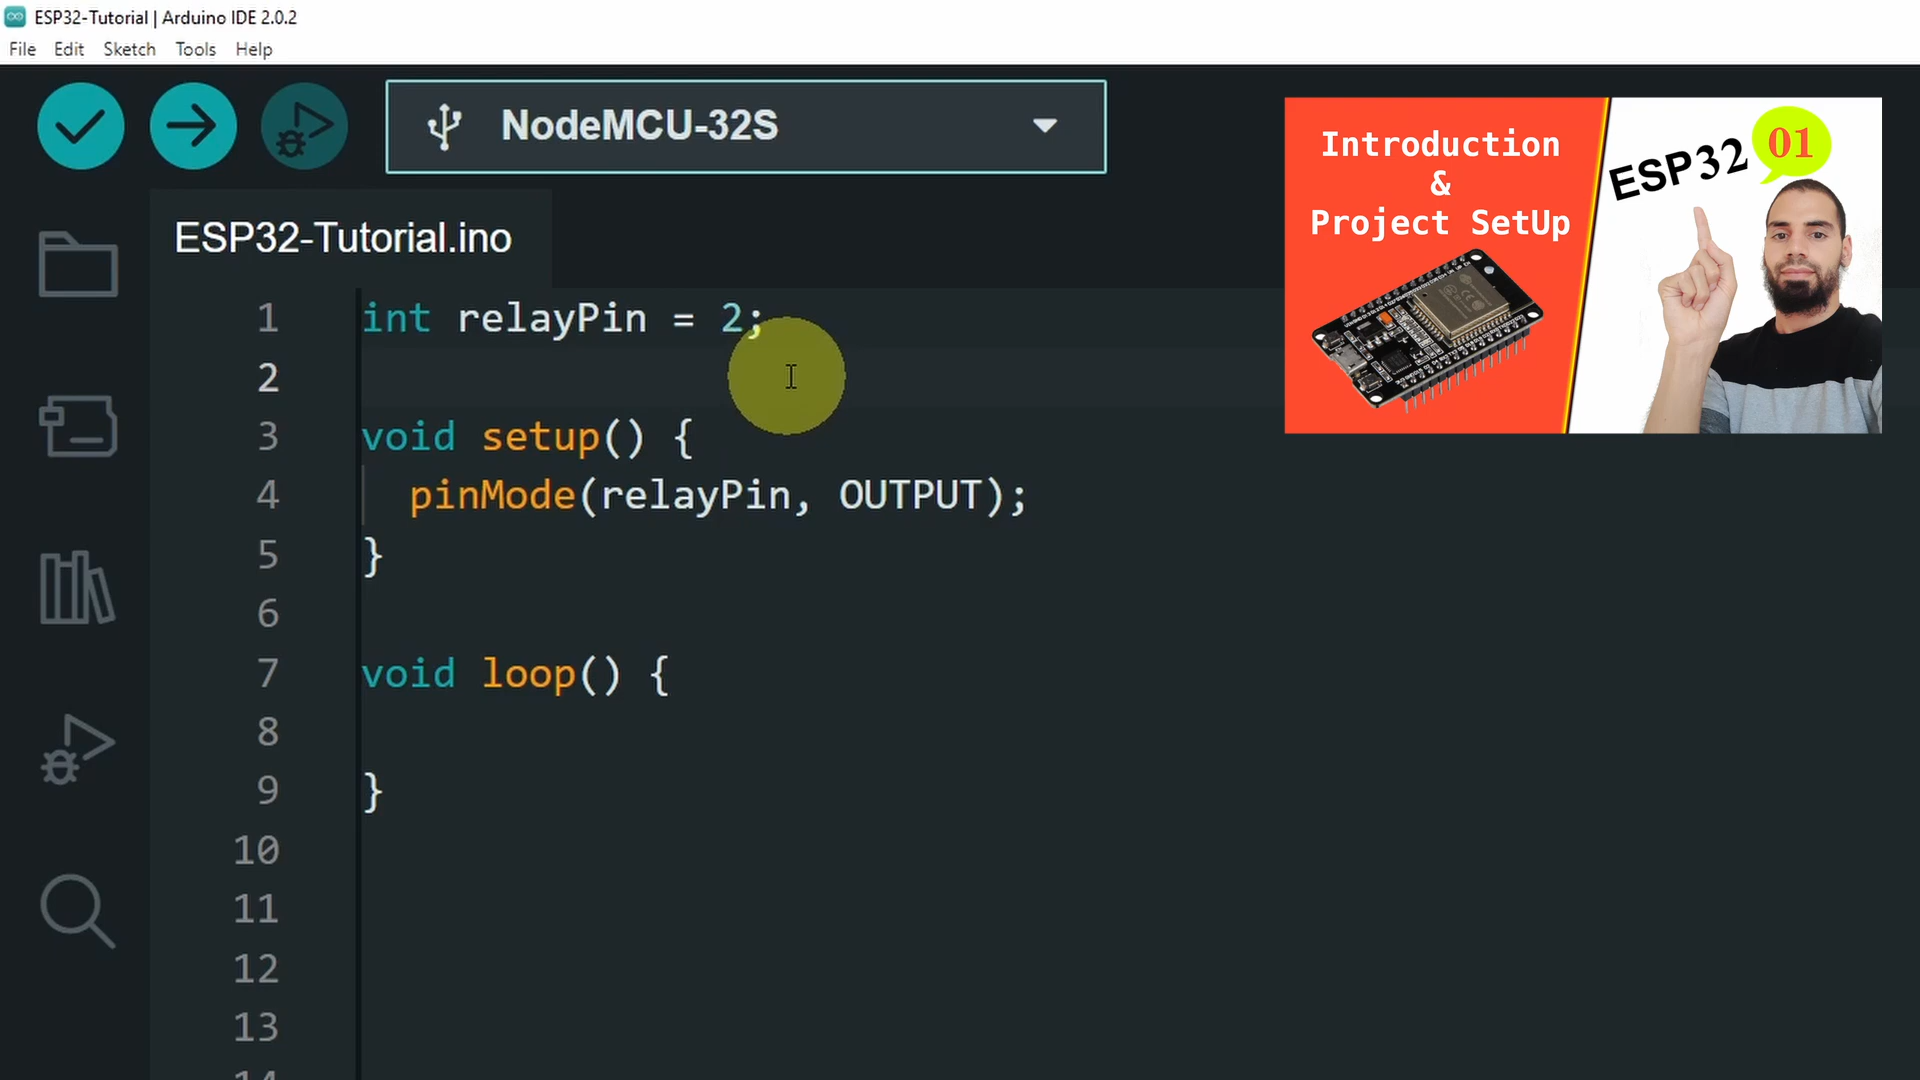 ESP32-Tutorial | Arduino IDE 2.0.2
File Edit Sketch Tools Help
NodeMCU-32S
Introduction
&
Project SetUp
ESP32 01
ESP32-Tutorial.ino
1 int relayPin = 2;
2
3 void setup() {
4 pinMode(relayPin, OUTPUT);
5 }
6
7 void loop() {
8
9 }
10
11
12
13
14